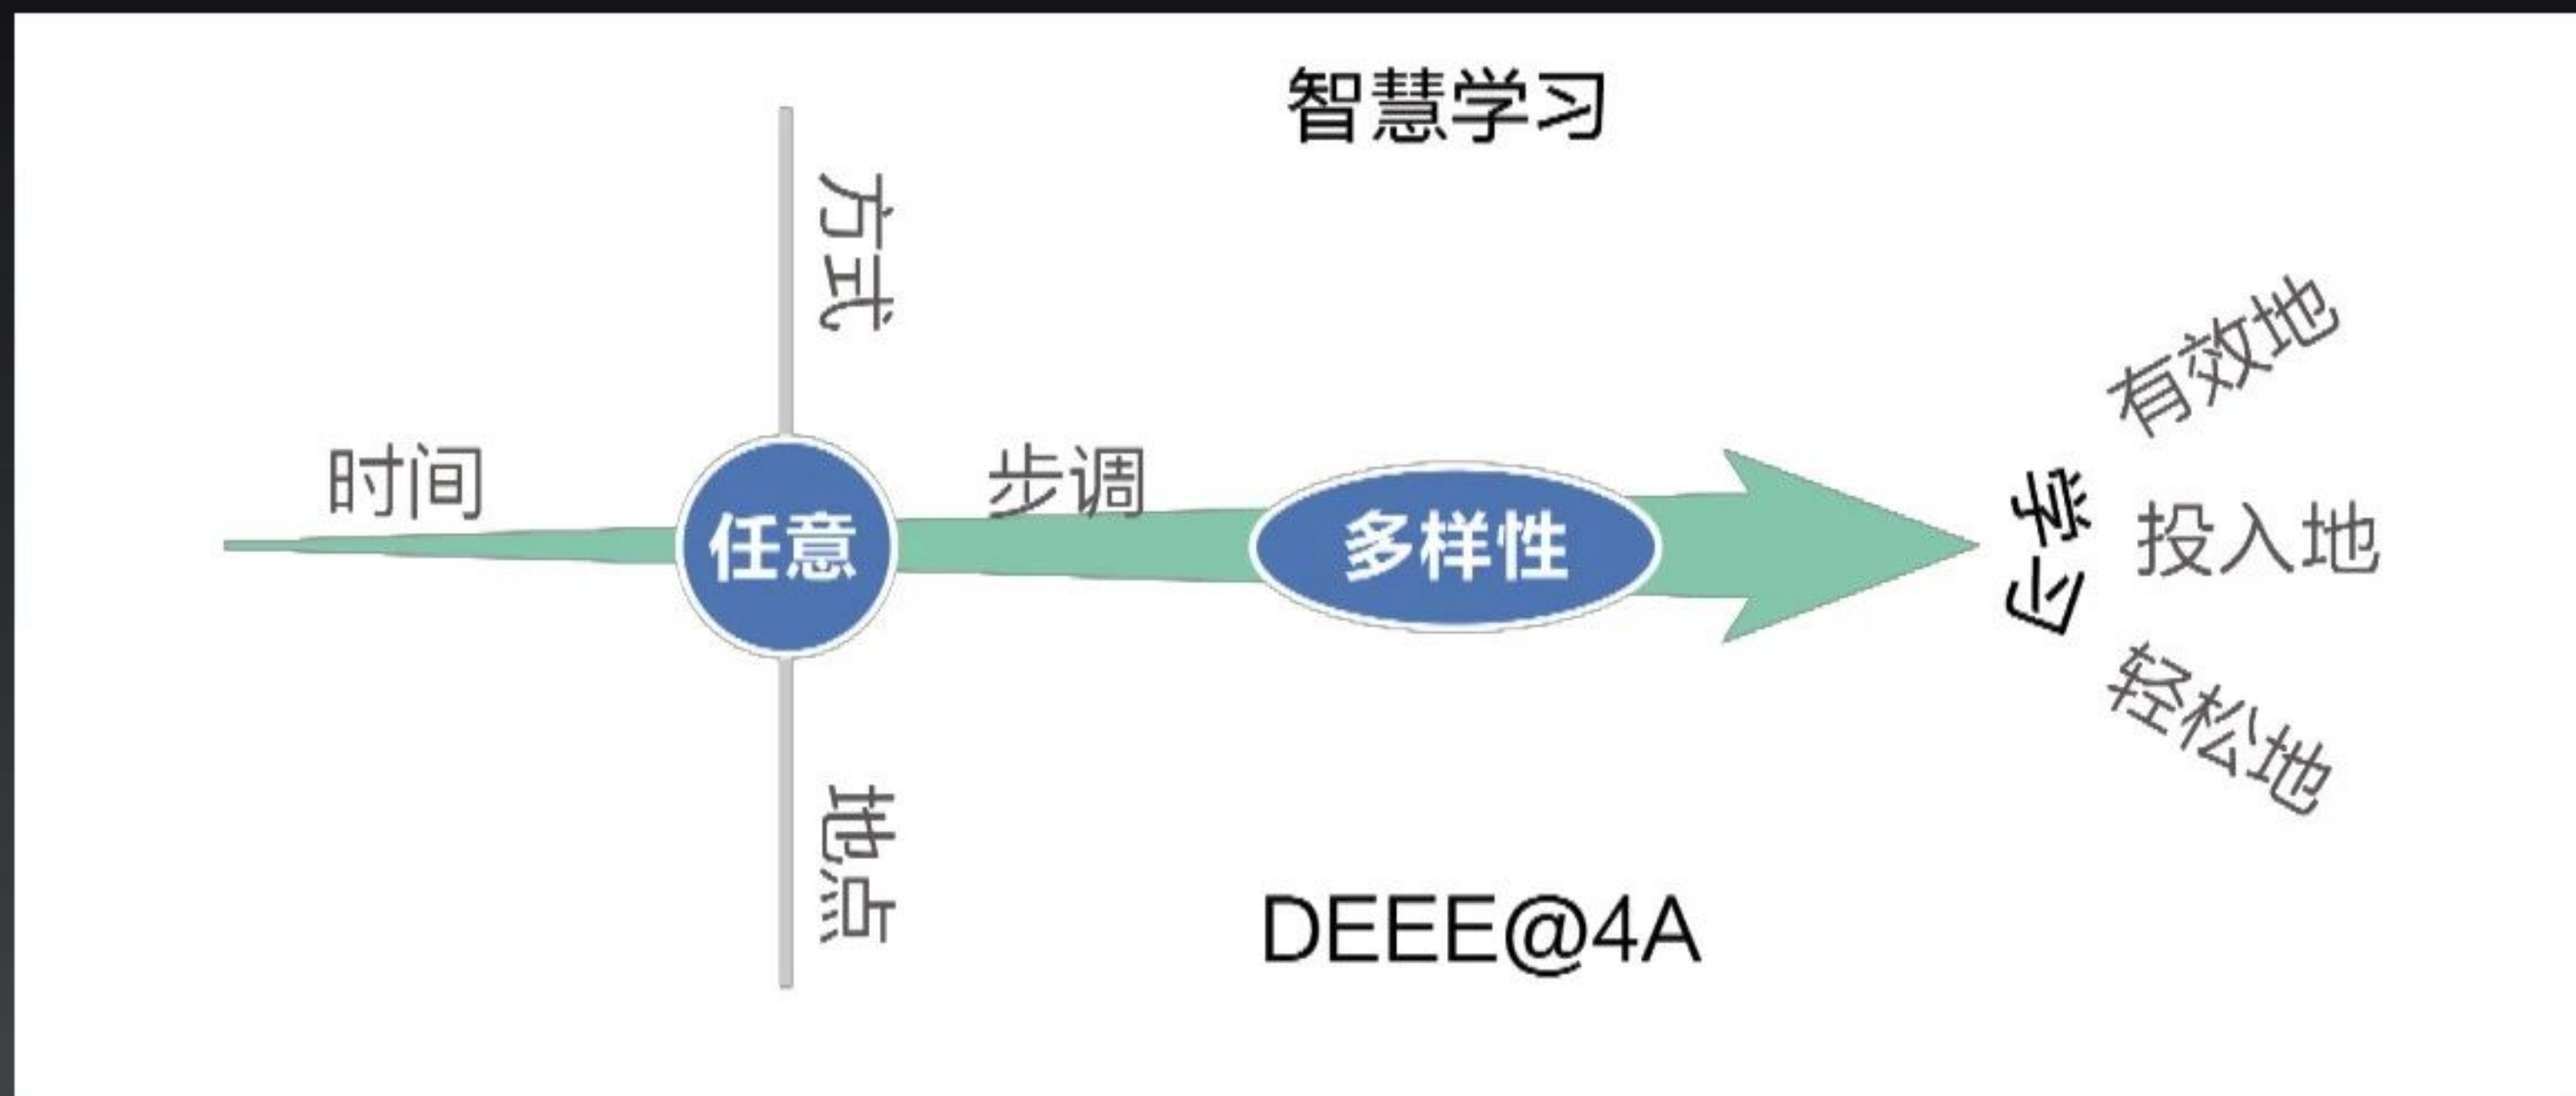 智慧学习
方式
时间
任意
步调
多样性
学习
有效地
投入地
轻松地
地点
DEEE@4A